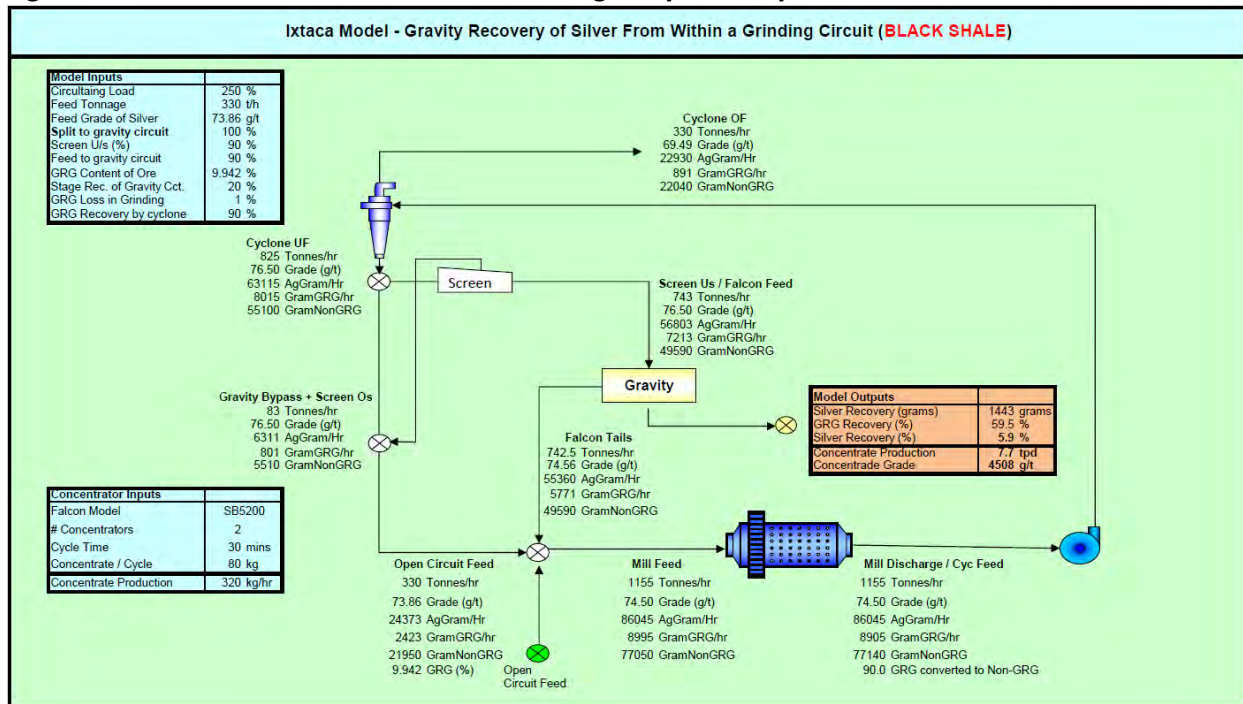 Ixtaca Model - Gravity Recovery of Silver From Within a Grinding Circuit (BLACK SHALE)
Model Inputs
Circultaing Load 250 %
Feed Tonnage 330 t/h
Feed Grade of Silver 73.86 g/t
Split to gravity circuit 100 %
Screen U/s (%) 90 %
Feed to gravity circuit 90 %
GRG Content of Ore 9.942 %
Stage Rec. of Gravity Cct. 20 %
GRG Loss in Grinding 1 %
GRG Recovery by cyclone 90 %
Cyclone OF
330 Tonnes/hr
69.49 Grade (g/t)
22930 AgGram/Hr
891 GramGRG/hr
22040 GramNonGRG
Cyclone UF
825 Tonnes/hr
76.50 Grade (g/t)
63115 AgGram/Hr
8015 GramGRG/hr
55100 GramNonGRG
Screen
Screen Us / Falcon Feed
743 Tonnes/hr
76.50 Grade (g/t)
56803 AgGram/Hr
7213 GramGRG/hr
49590 GramNonGRG
Gravity
Gravity Bypass + Screen Os
83 Tonnes/hr
76.50 Grade (g/t)
6311 AgGram/Hr
801 GramGRG/hr
5510 GramNonGRG
Falcon Tails
742.5 Tonnes/hr
74.56 Grade (g/t)
55360 AgGram/Hr
5771 GramGRG/hr
49590 GramNonGRG
Model Outputs
Silver Recovery (grams) 1443 grams
GRG Recovery (%) 59.5 %
Silver Recovery (%) 5.9 %
Concentrate Production 7.7 tpd
Concentrade Grade 4508 g/t
Concentrator Inputs
Falcon Model SB5200
# Concentrators 2
Cycle Time 30 mins
Concentrate / Cycle 80 kg
Concentrate Production 320 kg/hr
Open Circuit Feed
330 Tonnes/hr
73.86 Grade (g/t)
24373 AgGram/Hr
2423 GramGRG/hr
21950 GramNonGRG
9.942 GRG (%)
Open
Circuit Feed
Mill Feed
1155 Tonnes/hr
74.50 Grade (g/t)
86045 AgGram/Hr
8995 GramGRG/hr
77050 GramNonGRG
Mill Discharge / Cyc Feed
1155 Tonnes/hr
74.50 Grade (g/t)
86045 AgGram/Hr
8905 GramGRG/hr
77140 GramNonGRG
90.0 GRG converted to Non-GRG